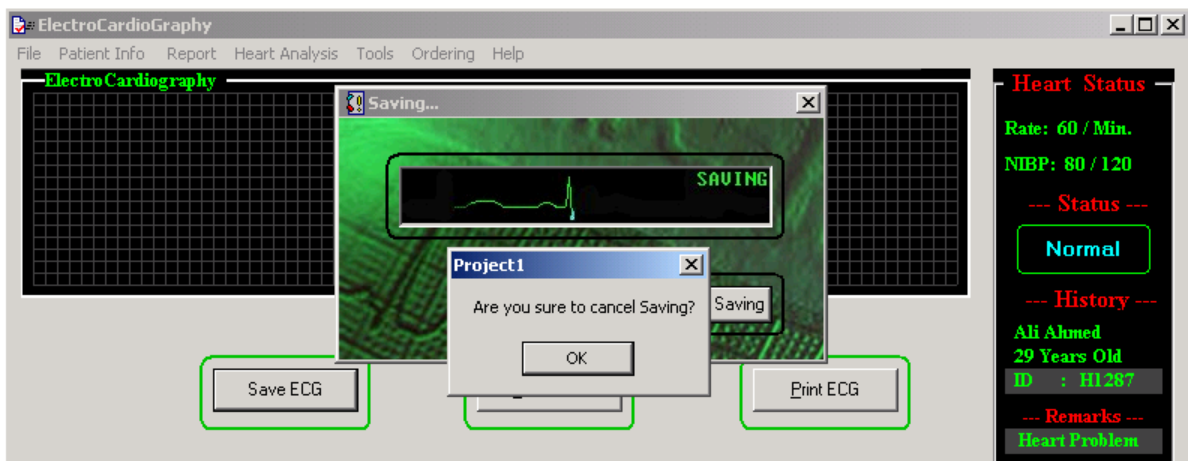 ElectroCardioGraphy
File Patient Info Report Heart Analysis Tools Ordering Help
ElectroCardiography
Saving...
SAVING
Project1
Are you sure to cancel Saving?
OK
Saving
Save ECG
Print ECG
Heart Status
Rate: 60 / Min.
NIBP: 80 / 120
--- Status ---
Normal
--- History ---
Ali Ahmed
29 Years Old
ID : H1287
--- Remarks ---
Heart Problem